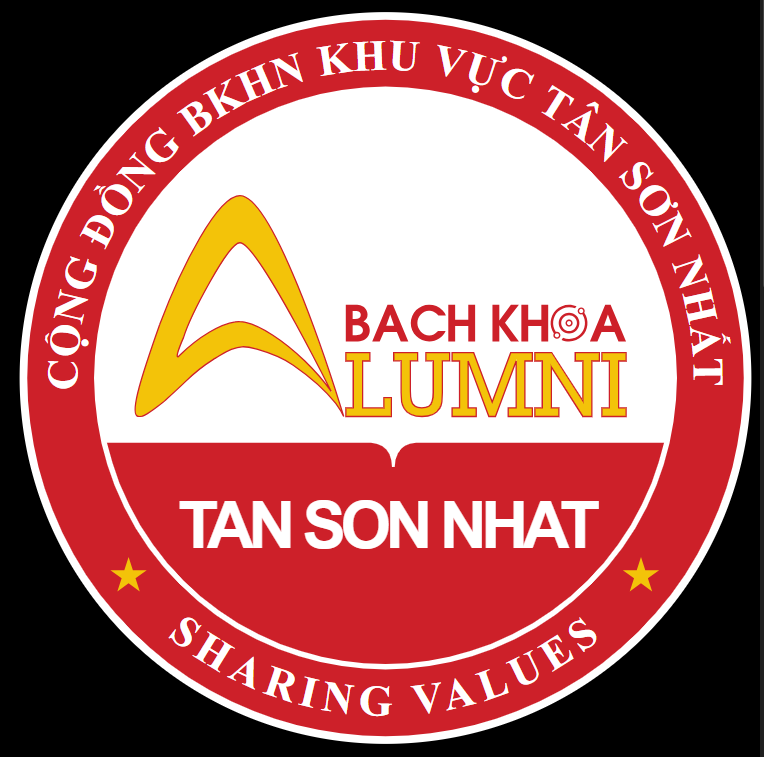 CỘNG ĐỒNG BKHN KHU VỰC TÂN SƠN NHẤT
BACH KHOA
ALUMNI
TAN SON NHAT
SHARING VALUES